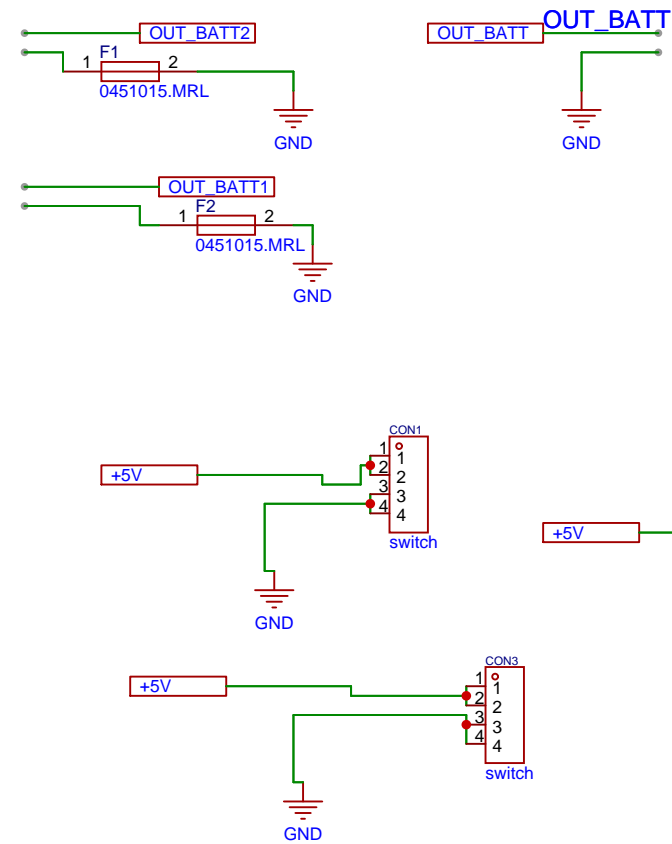 OUT_BATT
OUT_BATT2
OUT_BATT
F1
1 2
0451015.MRL
GND
GND
OUT_BATT1
F2
1 2
0451015.MRL
GND
CON1
1
1
+5V
2
2
3
3
4
4
+5V
switch
GND
CON3
1
1
+5V
2
2
3
3
4
4
switch
GND